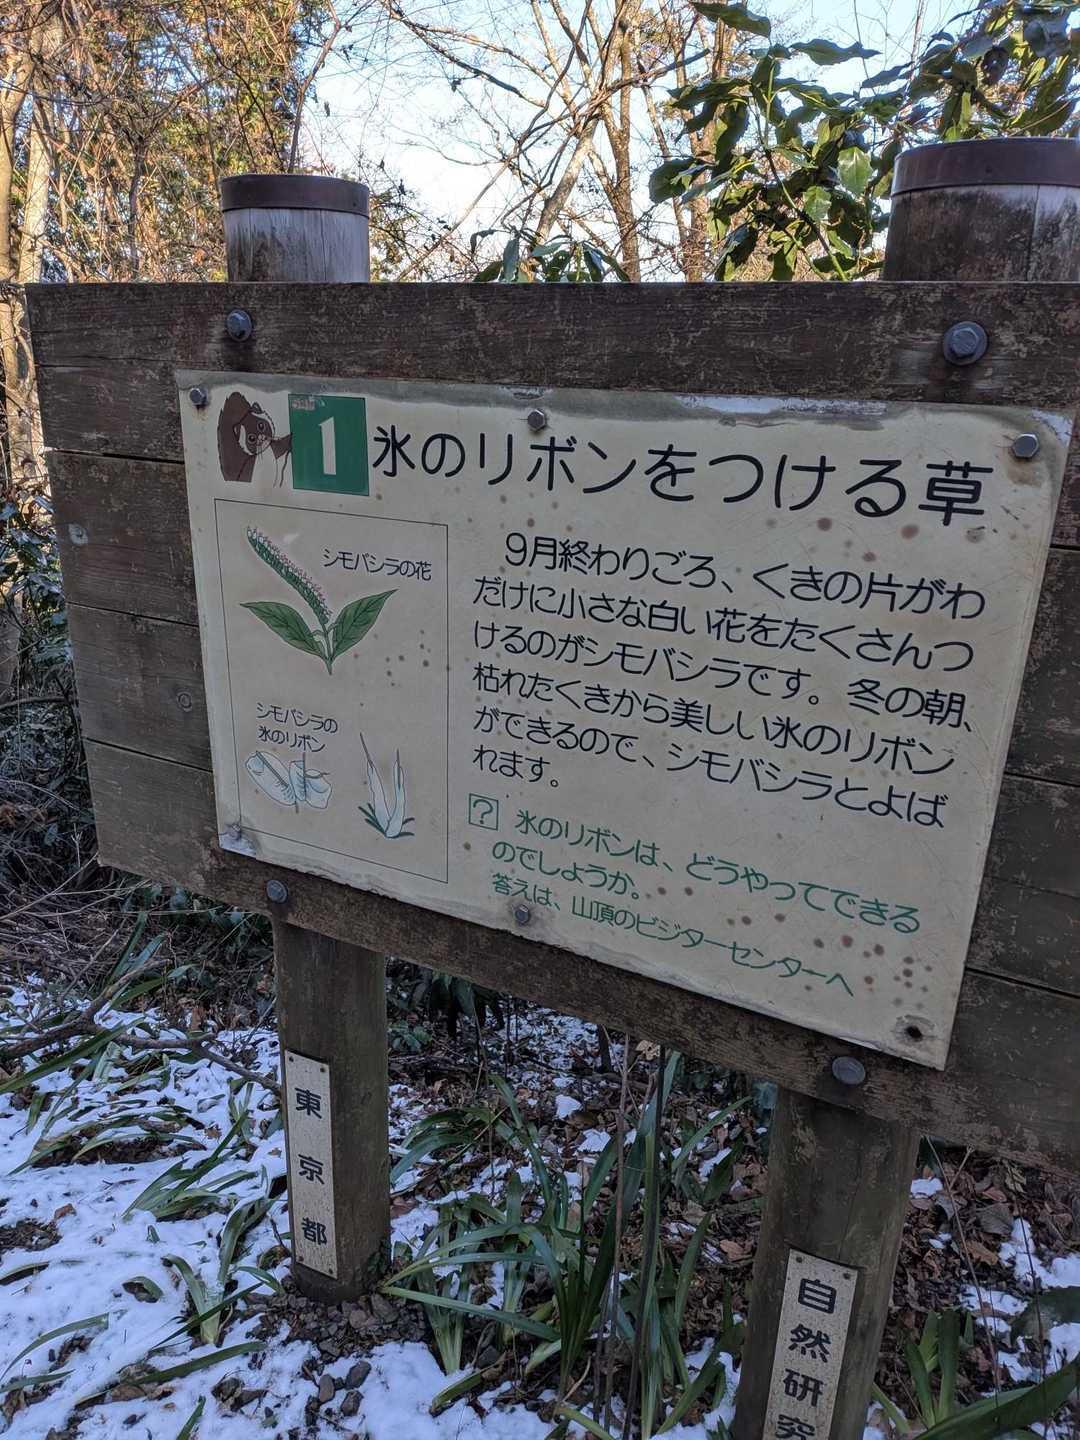 1 氷のリボンをつける草
シモバシラの花
シモバシラの
氷のリボン
9月終わりごろ、くきの片がわ
だけに小さな白い花をたくさんつ
けるのがシモバシラです。冬の朝、
枯れたくきから美しい氷のリボン
ができるので、シモバシラとよば
れます。
? 氷のリボンは、どうやってできる
のでしょうか。
答えは、山頂のビジターセンターへ
東京都
自然研究